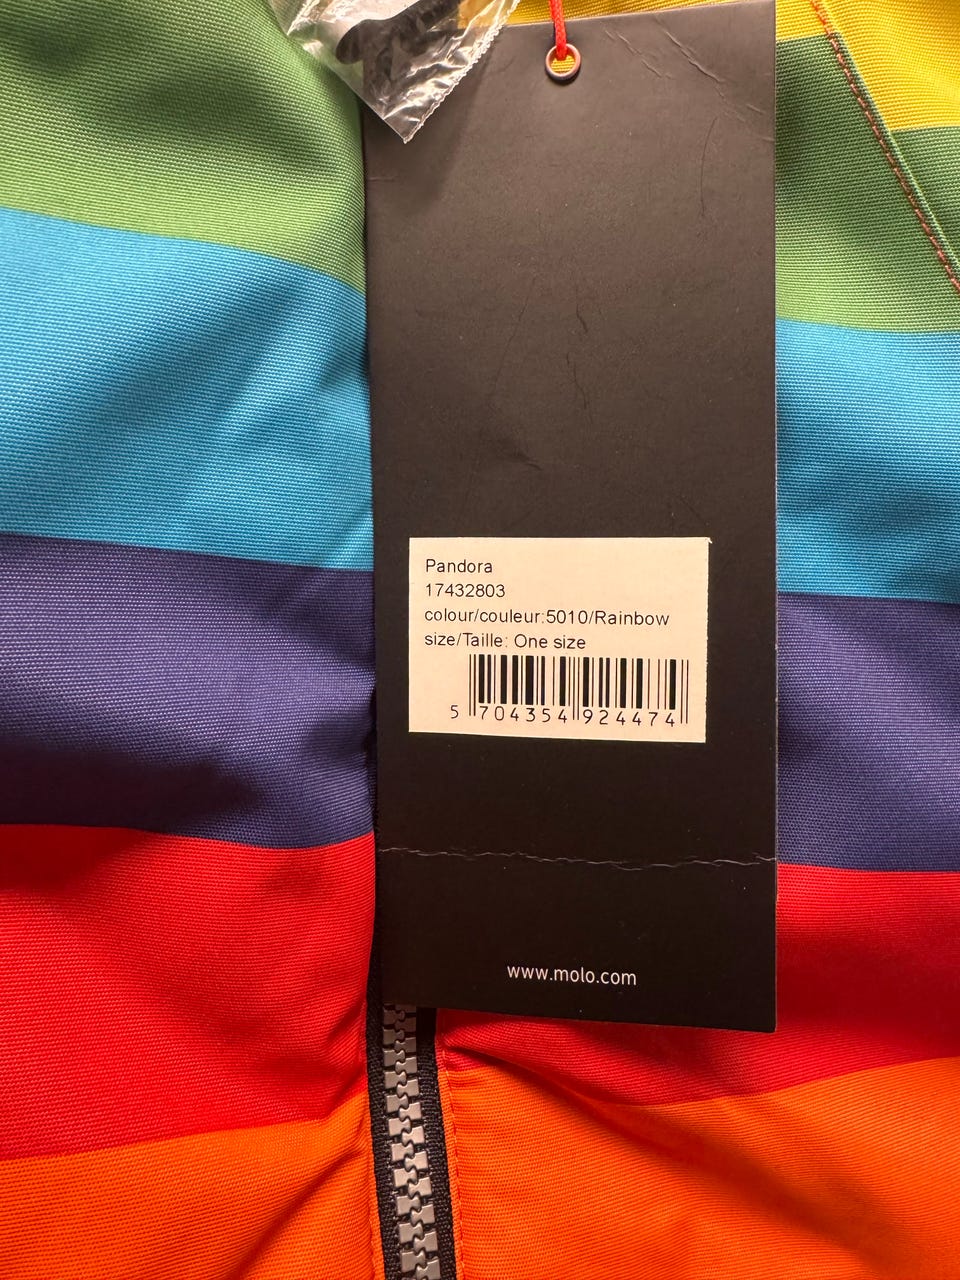 Pandora
17432803
colour/couleur:5010/Rainbow
size/Taille: One size
5 704354 924474
www.molo.com